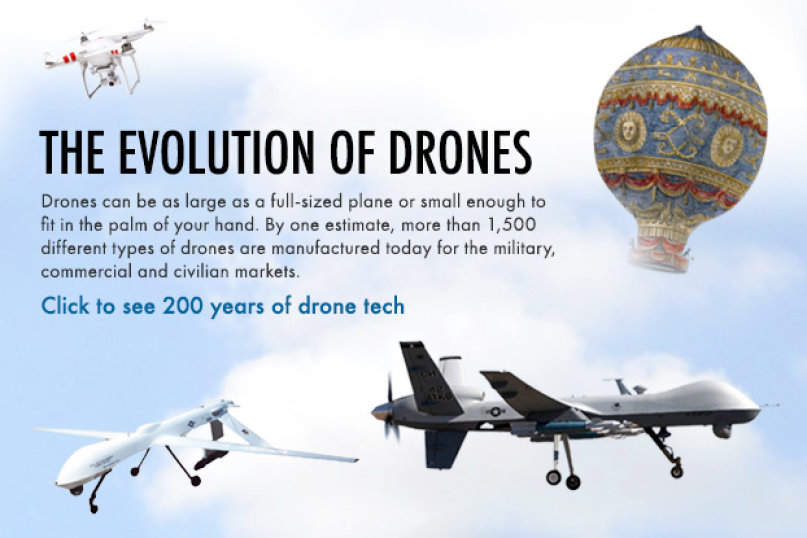 THE EVOLUTION OF DRONES
Drones can be as large as a full-sized plane or small enough to
fit in the palm of your hand. By one estimate, more than 1,500
different types of drones are manufactured today for the military,
commercial and civilian markets.
Click to see 200 years of drone tech
CH